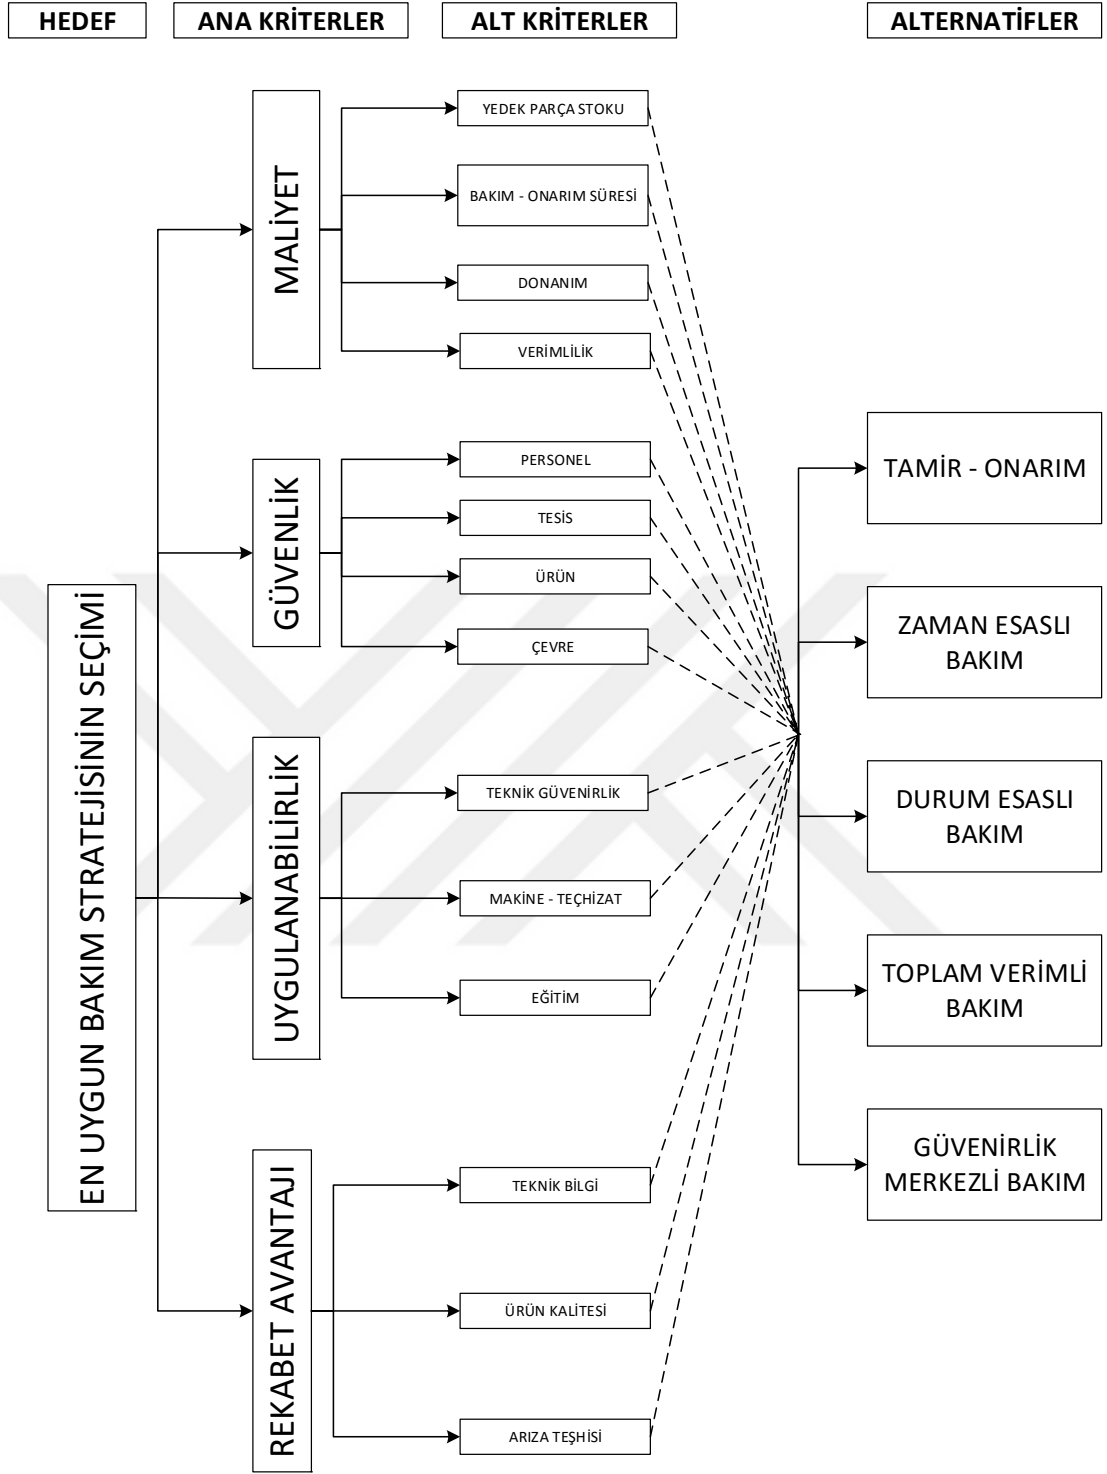 HEDEF
ANA KRİTERLER
ALT KRİTERLER
ALTERNATİFLER
EN UYGUN BAKIM STRATEJİSİNİN SEÇİMİ
MALİYET
YEDEK PARÇA STOKU
BAKIM - ONARIM SÜRESİ
DONANIM
VERİMLİLİK
GÜVENLİK
PERSONEL
TESİS
ÜRÜN
ÇEVRE
UYGULANABİLİRLİK
TEKNİK GÜVENİRLİK
MAKİNE - TEÇHİZAT
EĞİTİM
REKABET AVANTAJI
TEKNİK BİLGİ
ÜRÜN KALİTESİ
ARIZA TEŞHİSİ
TAMİR - ONARIM
ZAMAN ESASLI
BAKIM
DURUM ESASLI
BAKIM
TOPLAM VERİMLİ
BAKIM
GÜVENİRLİK
MERKEZLİ BAKIM